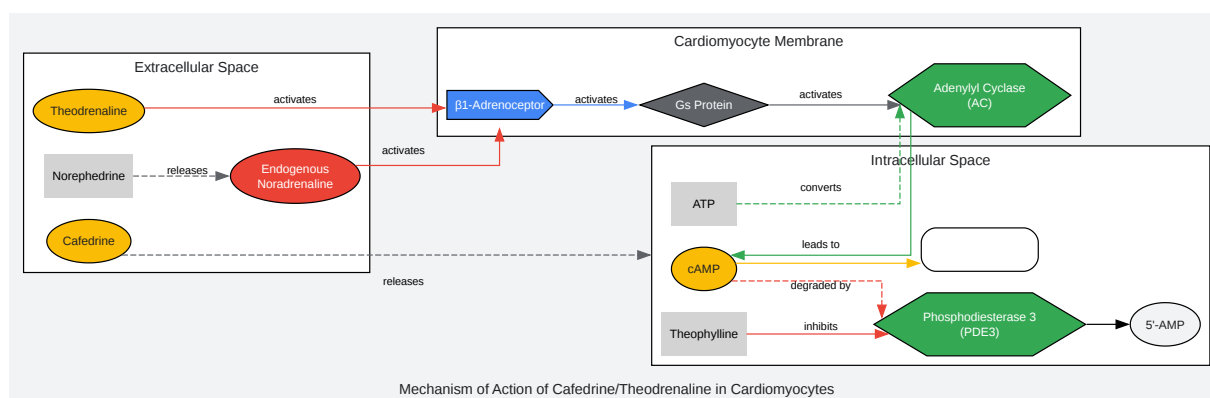 Cardiomyocyte Membrane
Extracellular Space
Theodrenaline
activates
β1-Adrenoceptor
activates
Gs Protein
activates
Adenylyl Cyclase
(AC)
activates
Norephedrine
releases
Endogenous
Noradrenaline
Cafedrine
releases
Intracellular Space
ATP
converts
leads to
cAMP
degraded by
Theophylline
inhibits
Phosphodiesterase 3
(PDE3)
5'-AMP
Mechanism of Action of Cafedrine/Theodrenaline in Cardiomyocytes